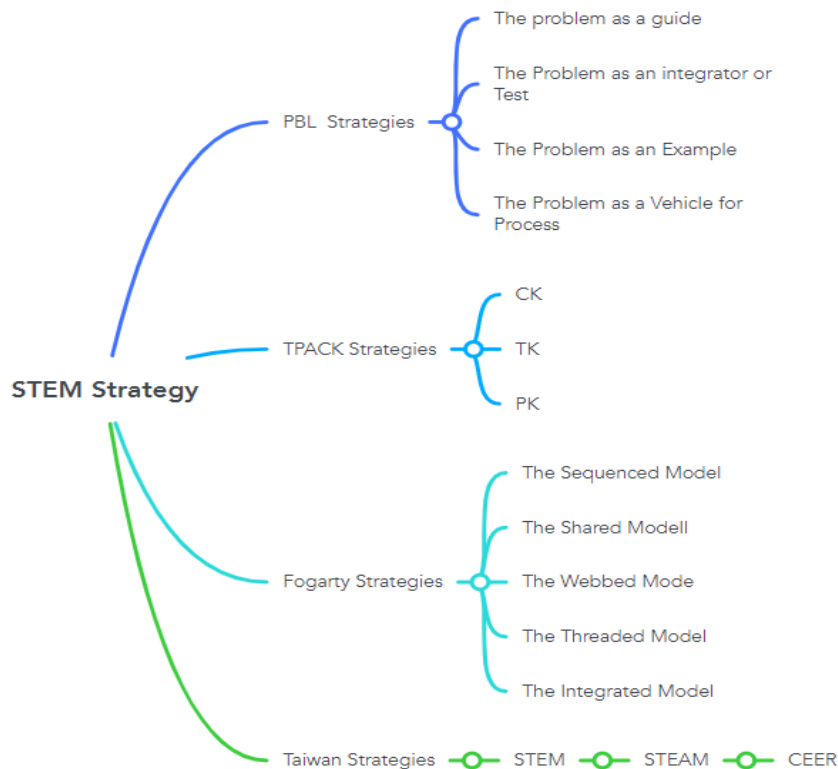 The problem as a guide
The Problem as an integrator or
Test
PBL Strategies
The Problem as an Example
The Problem as a Vehicle for
Process
CK
TPACK Strategies
TK
PK
STEM Strategy
The Sequenced Model
The Shared Modell
Fogarty Strategies
The Webbed Mode
The Threaded Model
The Integrated Model
Taiwan Strategies
STEM
STEAM
CEER